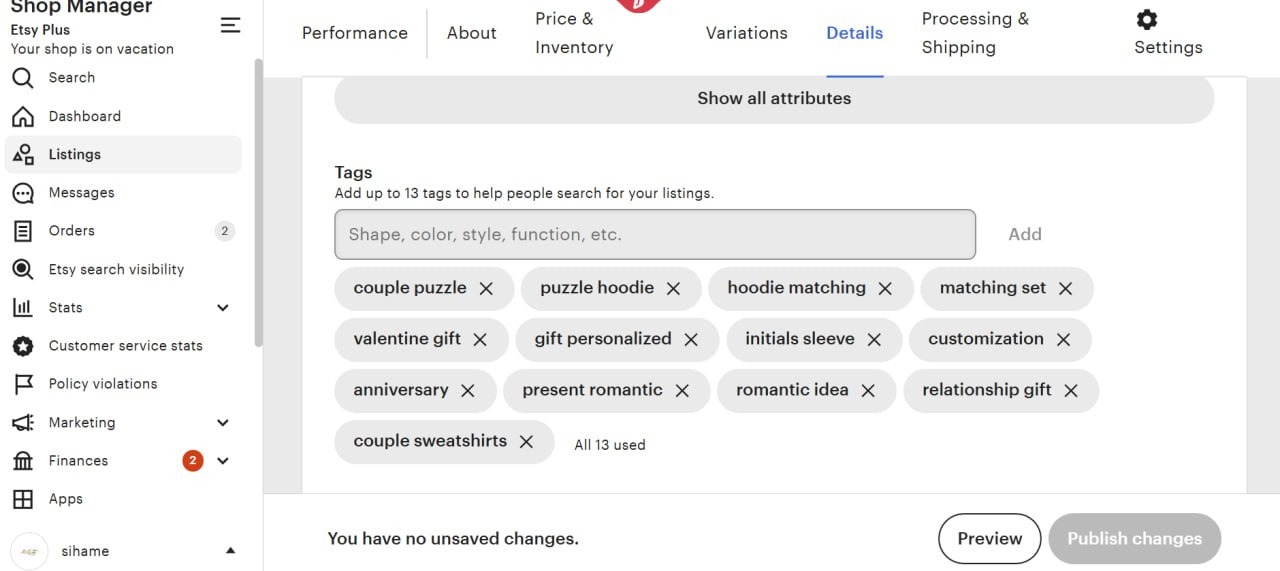 Shop Manager
Etsy Plus
Your shop is on vacation
Search
Dashboard
Listings
Messages
Orders 2
Etsy search visibility
Stats
Customer service stats
Policy violations
Marketing
Finances 2
Apps
sihame
Performance
About
Price &
Inventory
Variations
Details
Processing &
Shipping
Settings
Show all attributes
Tags
Add up to 13 tags to help people search for your listings.
Shape, color, style, function, etc. Add
couple puzzle puzzle hoodie hoodie matching matching set
valentine gift gift personalized initials sleeve customization
anniversary present romantic romantic idea relationship gift
couple sweatshirts All 13 used
You have no unsaved changes. Preview Publish changes